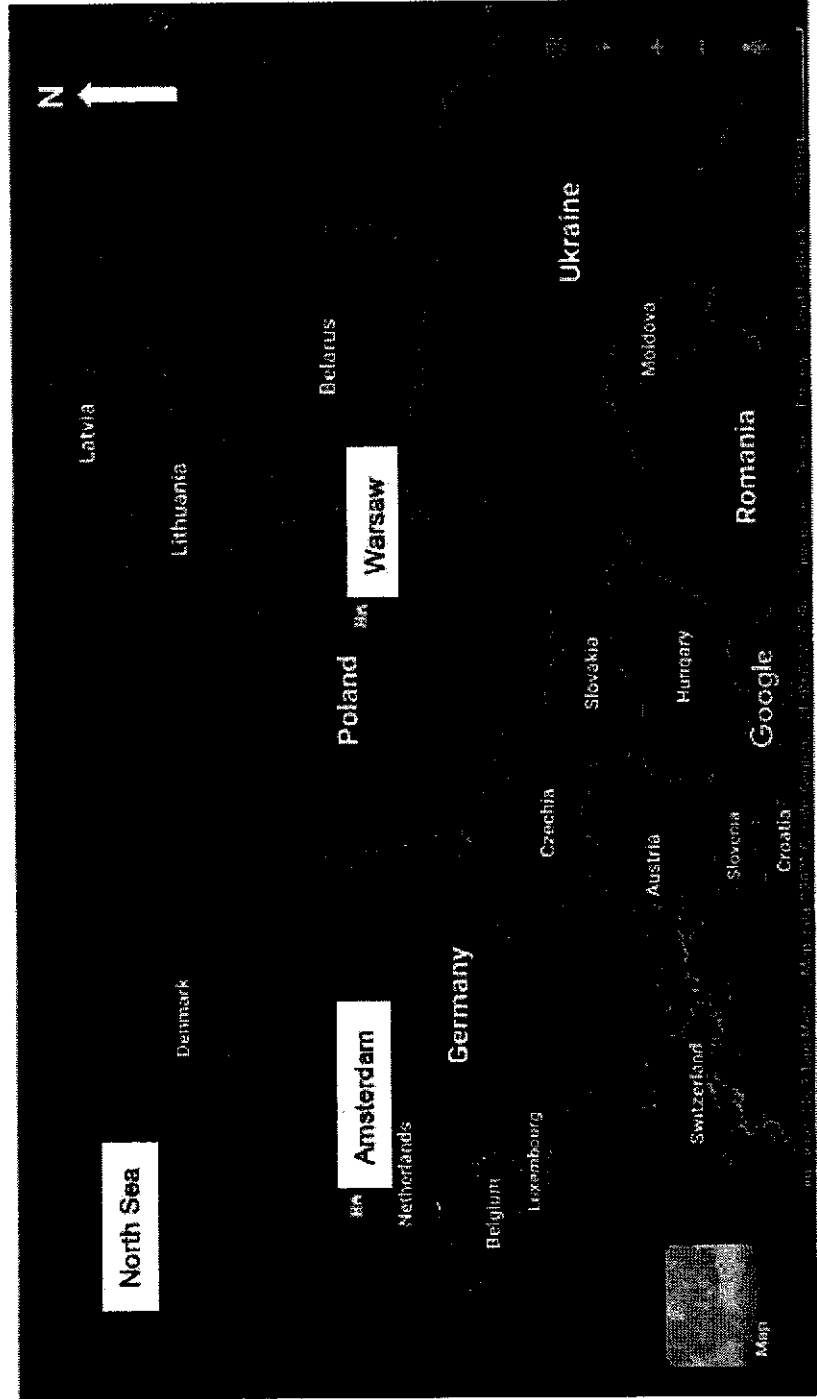 N
Latvia
North Sea
Lithuania
Denmark
Belarus
Poland
Amsterdam
Warsaw
Netherlands
Germany
Belgium
Luxembourg
Czechia
Ukraine
Slovakia
Moldova
Austria
Hungary
Switzerland
Slovenia
Romania
Google
Map
Croatia